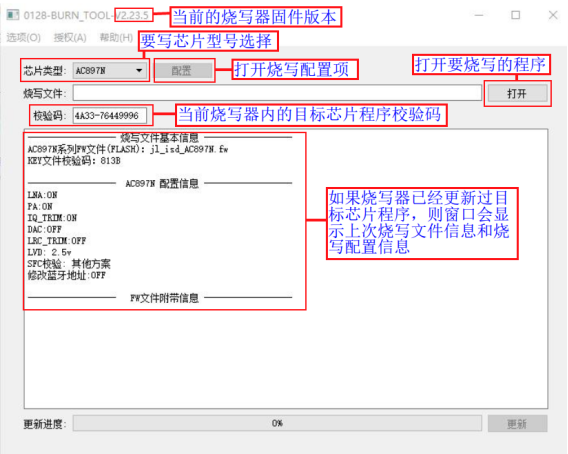 0128-BURN_TOOL-V2.23.5
当前的烧写器固件版本
选项(O) 授权(A) 帮助(H)
要写芯片型号选择
芯片类型: AC897N 配置
打开烧写配置项
打开要烧写的程序
烧写文件: 打开
校验码: 4A33-76449996
当前烧写器内的目标芯片程序校验码
烧写文件基本信息
AC897N系列FW文件(FLASH): jl_isd_AC897N.fw
KEY文件校验码: 813B
AC897N 配置信息
LNA:ON
PA:ON
IQ_TRIM:ON
DAC:OFF
LRC_TRIM:OFF
LVD: 2.5v
SFC校验: 其他方案
修改蓝牙地址:OFF
FW文件附带信息
如果烧写器已经更新过目
标芯片程序，则窗口会显
示上次烧写文件信息和烧
写配置信息
更新进度: 0% 更新